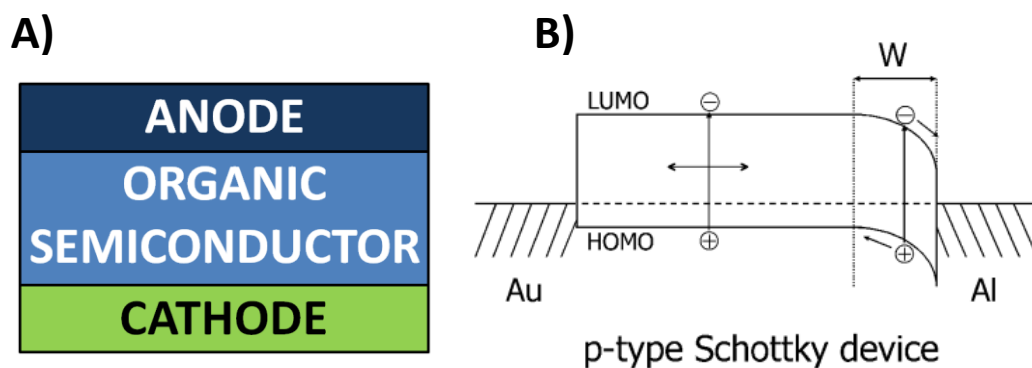 A)
ANODE
ORGANIC
SEMICONDUCTOR
CATHODE
B)
W
LUMO
HOMO
Au
Al
p-type Schottky device